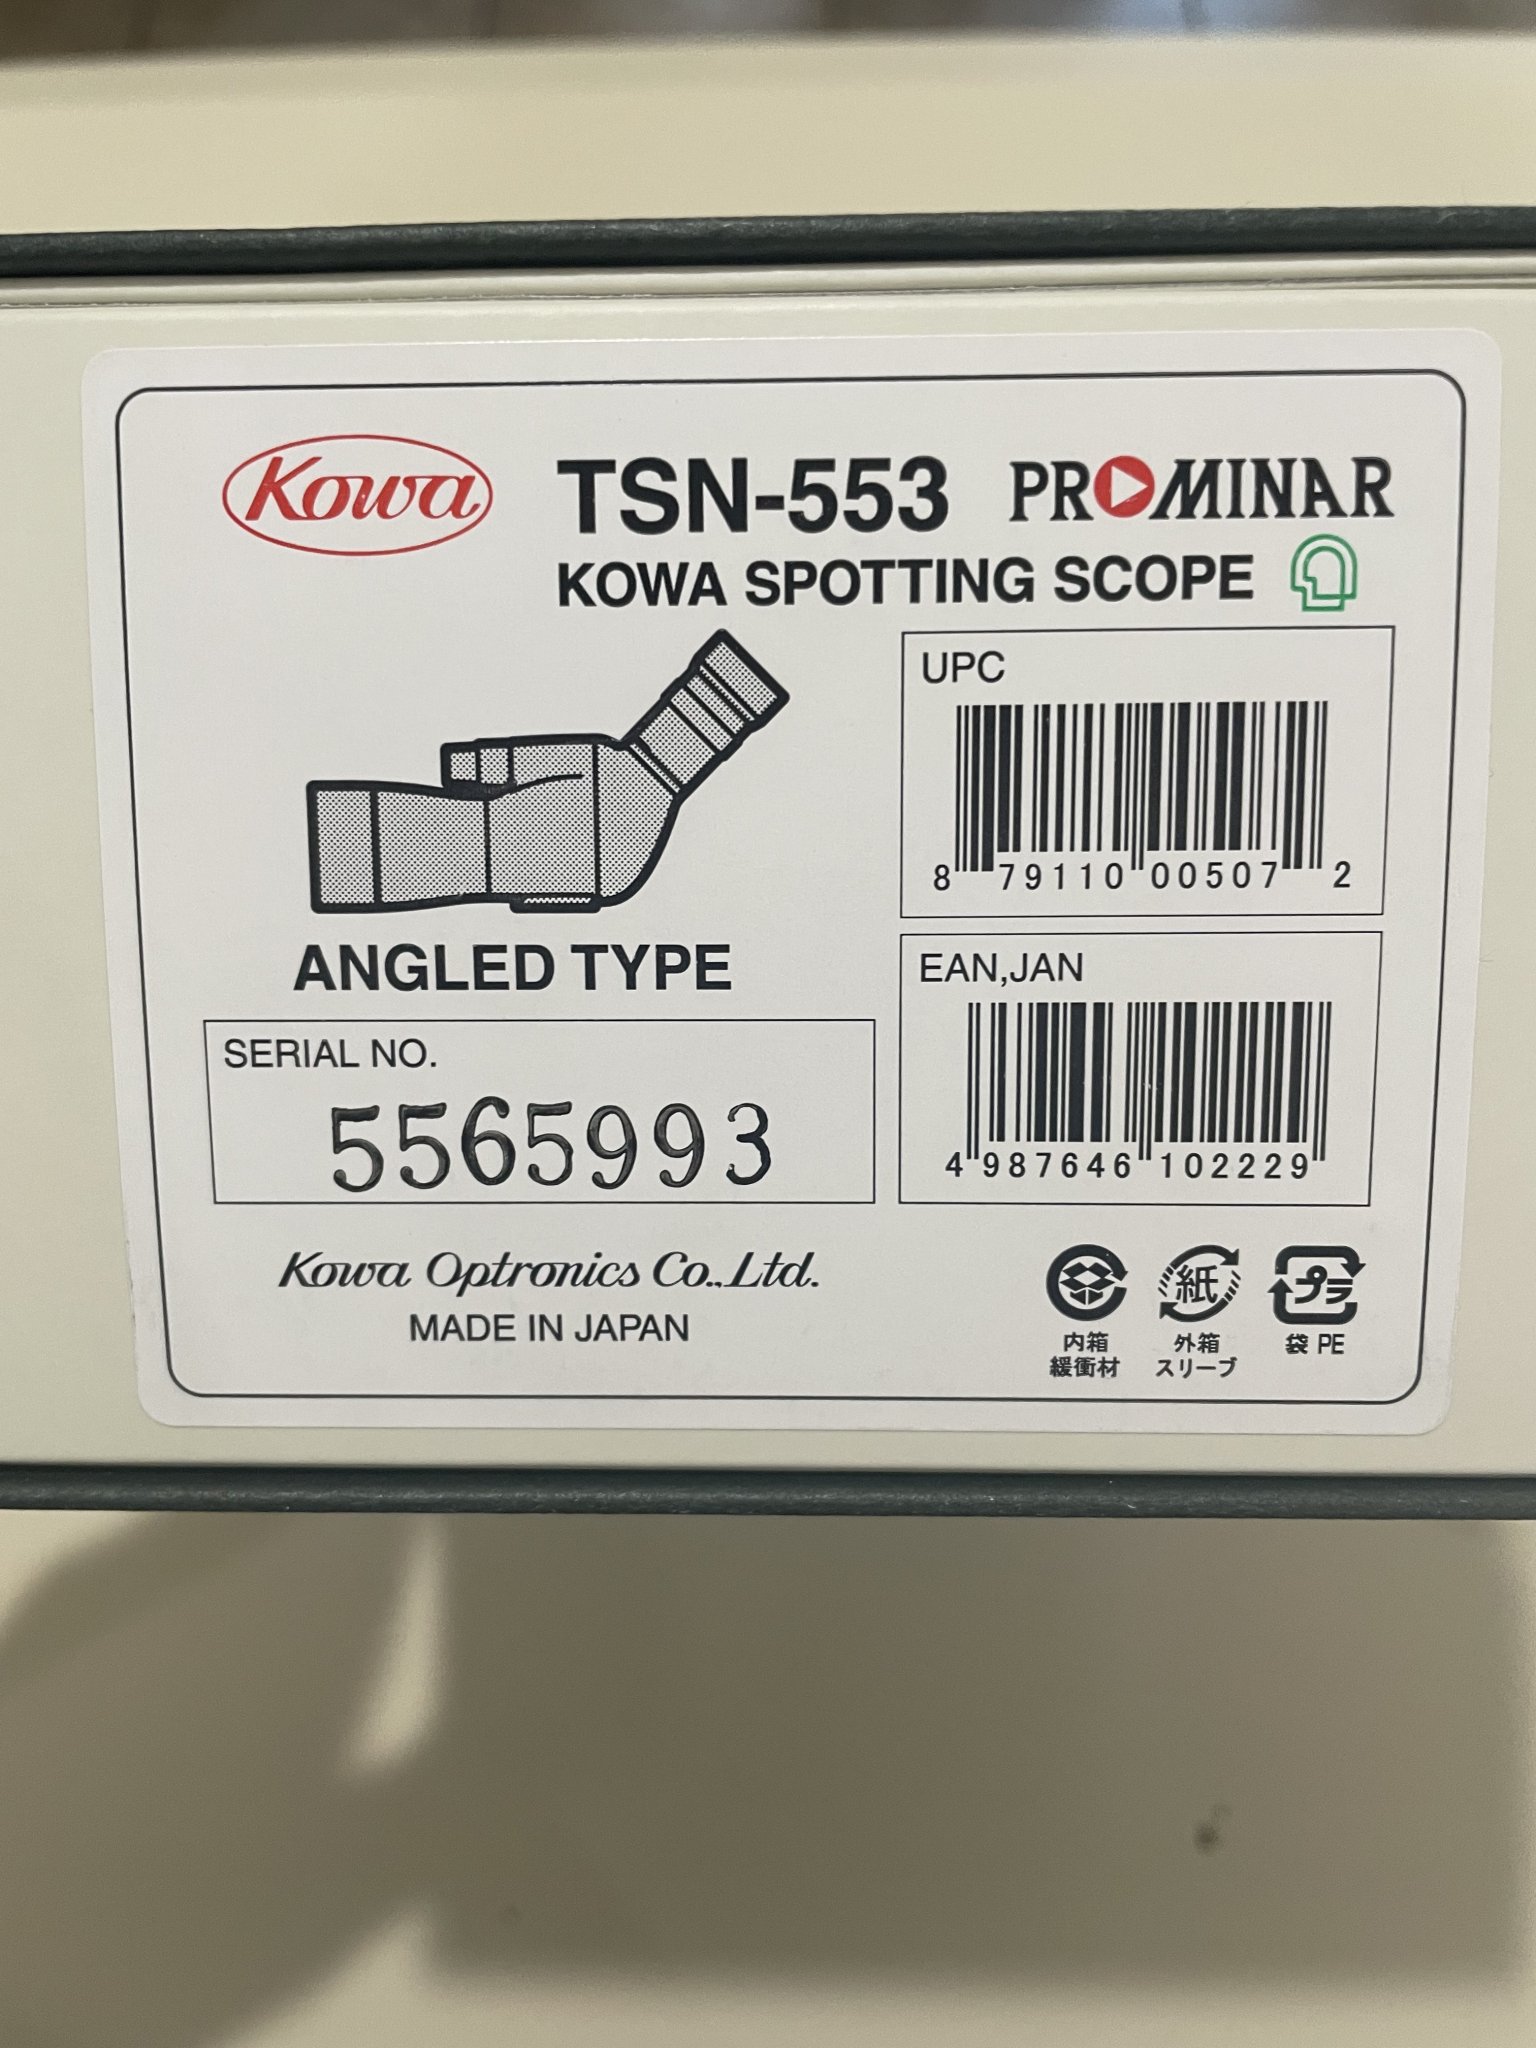 Kowa
TSN-553 PROMINAR
KOWA SPOTTING SCOPE
ANGLED TYPE
UPC
8 79110 00507 2
EAN,JAN
4 987646 102229
SERIAL NO.
5565993
Kowa Optronics Co.,Ltd.
MADE IN JAPAN
内箱
緩衝材
紙
外箱
スリーブ
プラ
袋 PE